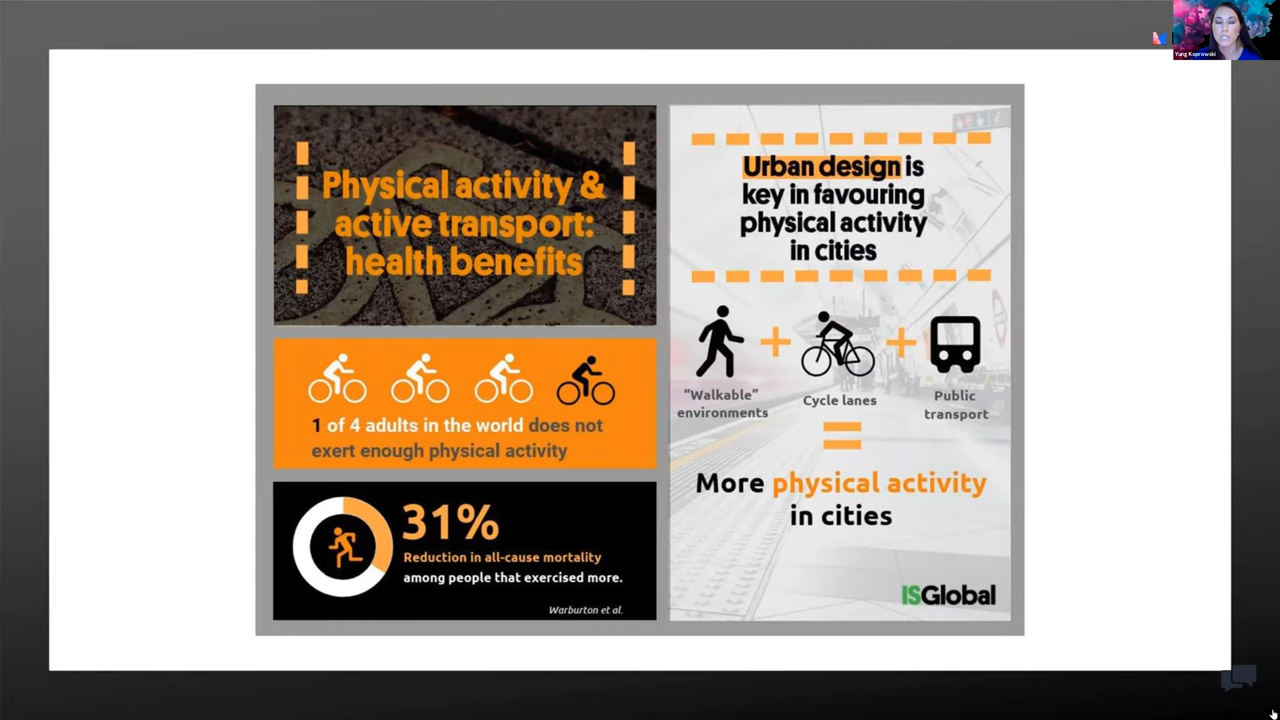 Yung Koprowski
Physical activity &
active transport:
health benefits
1 of 4 adults in the world does not
exert enough physical activity
31%
Reduction in all-cause mortality
among people that exercised more.
Warburton et al.
Urban design is
key in favouring
physical activity
in cities
+ +
“Walkable”
environments
Cycle lanes
Public
transport
=
More physical activity
in cities
ISGlobal